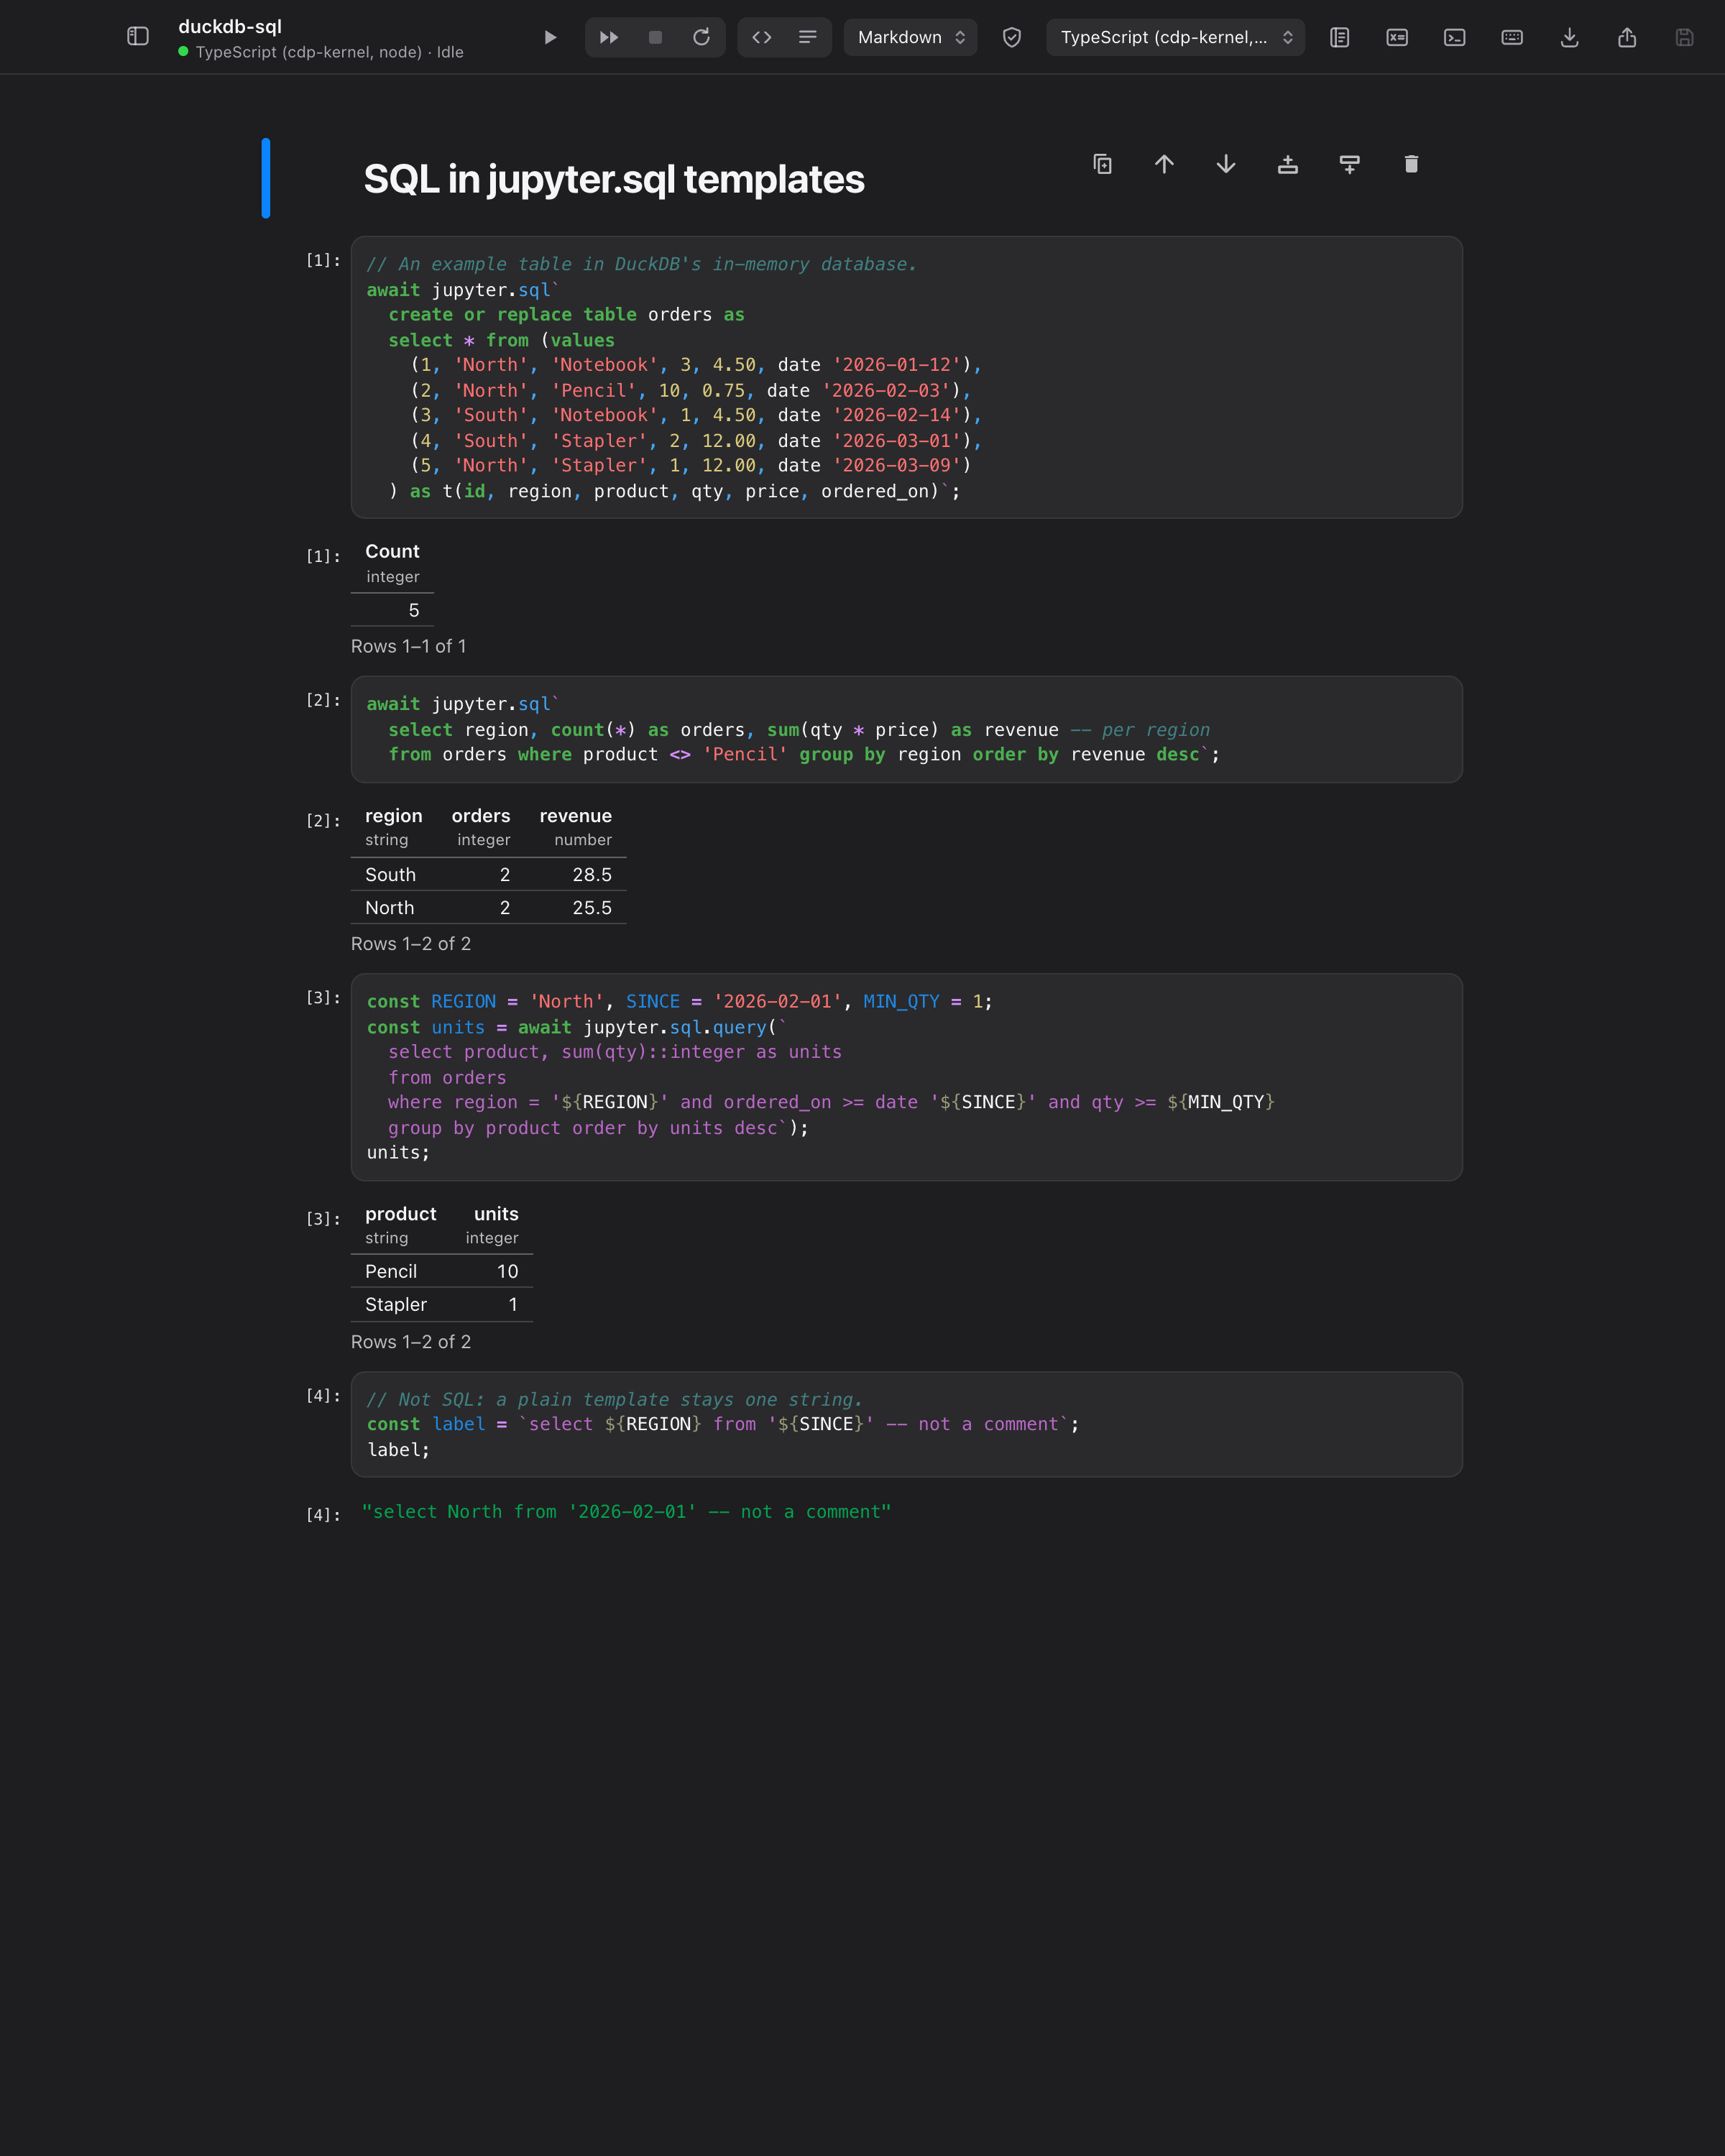 duckdb-sql
TypeScript (cdp-kernel, node) · Idle
Markdown
TypeScript (cdp-kernel,...
SQL in jupyter.sql templates
[1]:
// An example table in DuckDB's in-memory database.
await jupyter.sql`
  create or replace table orders as
  select * from (values
    (1, 'North', 'Notebook', 3, 4.50, date '2026-01-12'),
    (2, 'North', 'Pencil', 10, 0.75, date '2026-02-03'),
    (3, 'South', 'Notebook', 1, 4.50, date '2026-02-14'),
    (4, 'South', 'Stapler', 2, 12.00, date '2026-03-01'),
    (5, 'North', 'Stapler', 1, 12.00, date '2026-03-09')
  ) as t(id, region, product, qty, price, ordered_on)`;
[1]:
Count
integer
5
Rows 1–1 of 1
[2]:
await jupyter.sql`
  select region, count(*) as orders, sum(qty * price) as revenue -- per region
  from orders where product <> 'Pencil' group by region order by revenue desc`;
[2]:
region orders revenue
string integer number
South 2 28.5
North 2 25.5
Rows 1–2 of 2
[3]:
const REGION = 'North', SINCE = '2026-02-01', MIN_QTY = 1;
const units = await jupyter.sql.query(`
  select product, sum(qty)::integer as units
  from orders
  where region = '${REGION}' and ordered_on >= date '${SINCE}' and qty >= ${MIN_QTY}
  group by product order by units desc`);
units;
[3]:
product units
string integer
Pencil 10
Stapler 1
Rows 1–2 of 2
[4]:
// Not SQL: a plain template stays one string.
const label = `select ${REGION} from '${SINCE}' -- not a comment`;
label;
[4]:
"select North from '2026-02-01' -- not a comment"